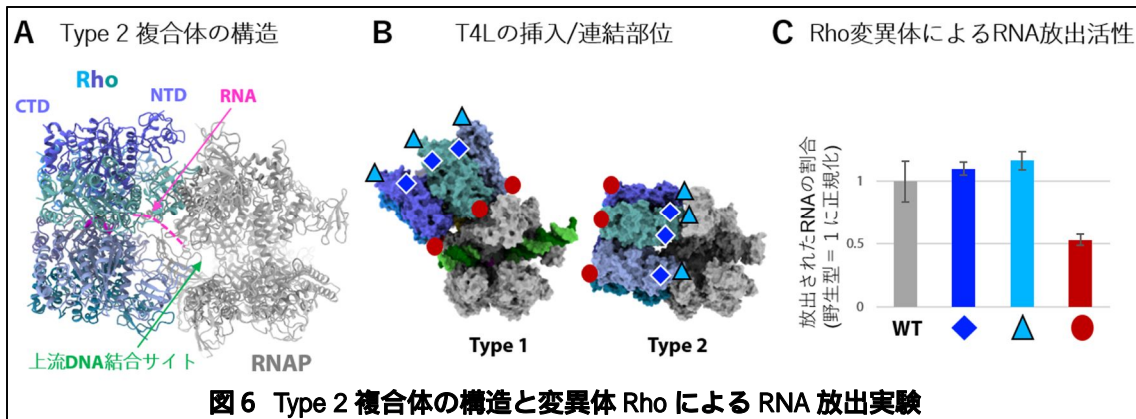 A Type 2 複合体の構造
Rho
CTD
NTD
RNA
上流DNA結合サイト
RNAP
B T4Lの挿入/連結部位
Type 1
Type 2
C Rho変異体によるRNA放出活性
放出されたRNAの割合
(野生型 = 1 に正規化)
1
0.5
0
WT
図 6 Type 2 複合体の構造と変異体 Rho による RNA 放出実験